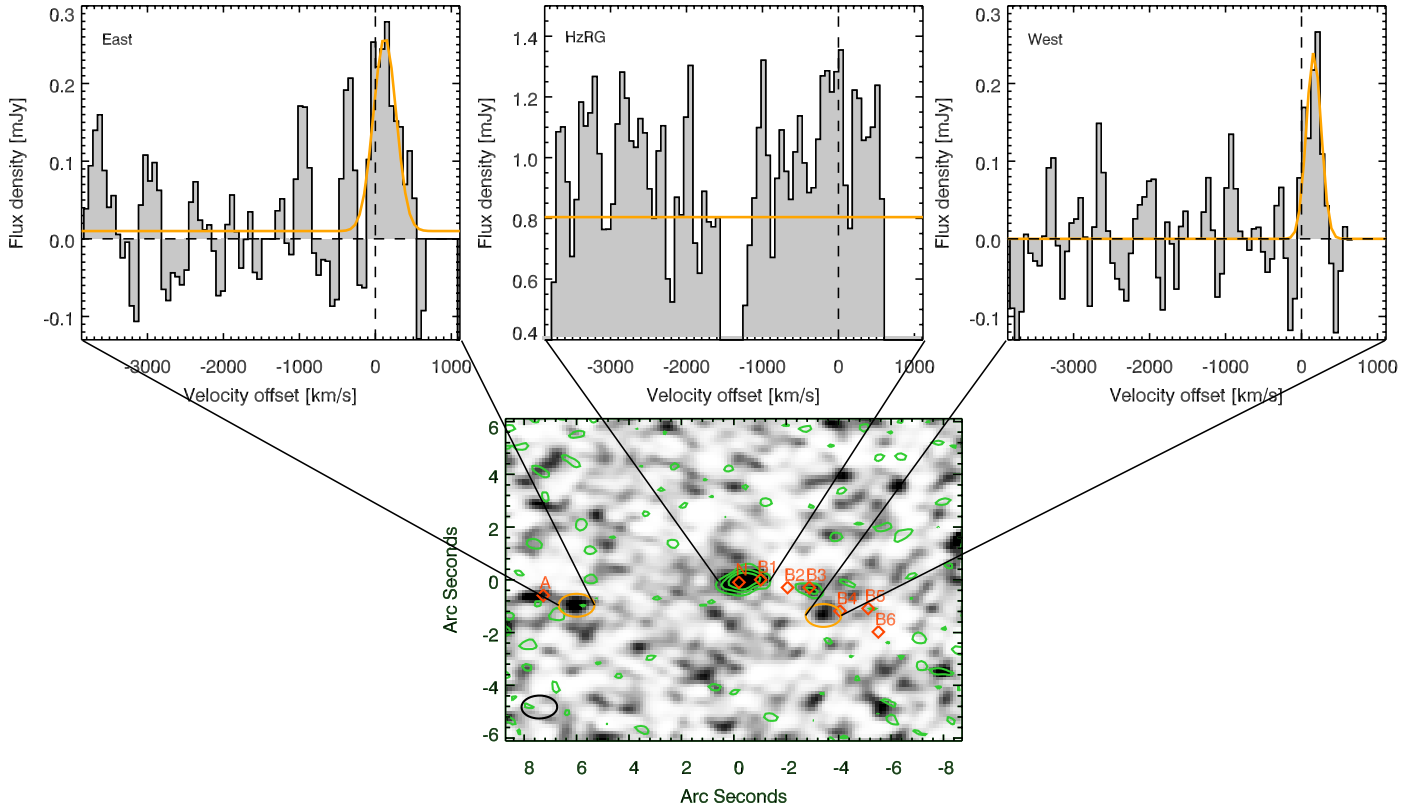 0.3
0.2
0.1
0.0
-0.1
Flux density [mJy]
East
-3000 -2000 -1000 0 1000
Velocity offset [km/s]
1.4
1.2
1.0
0.8
0.6
0.4
Flux density [mJy]
HzRG
-3000 -2000 -1000 0 1000
Velocity offset [km/s]
0.3
0.2
0.1
0.0
-0.1
Flux density [mJy]
West
-3000 -2000 -1000 0 1000
Velocity offset [km/s]
6
4
2
0
-2
-4
-6
Arc Seconds
A
B1
B2 B3
B4 B5
B6
8 6 4 2 0 -2 -4 -6 -8
Arc Seconds